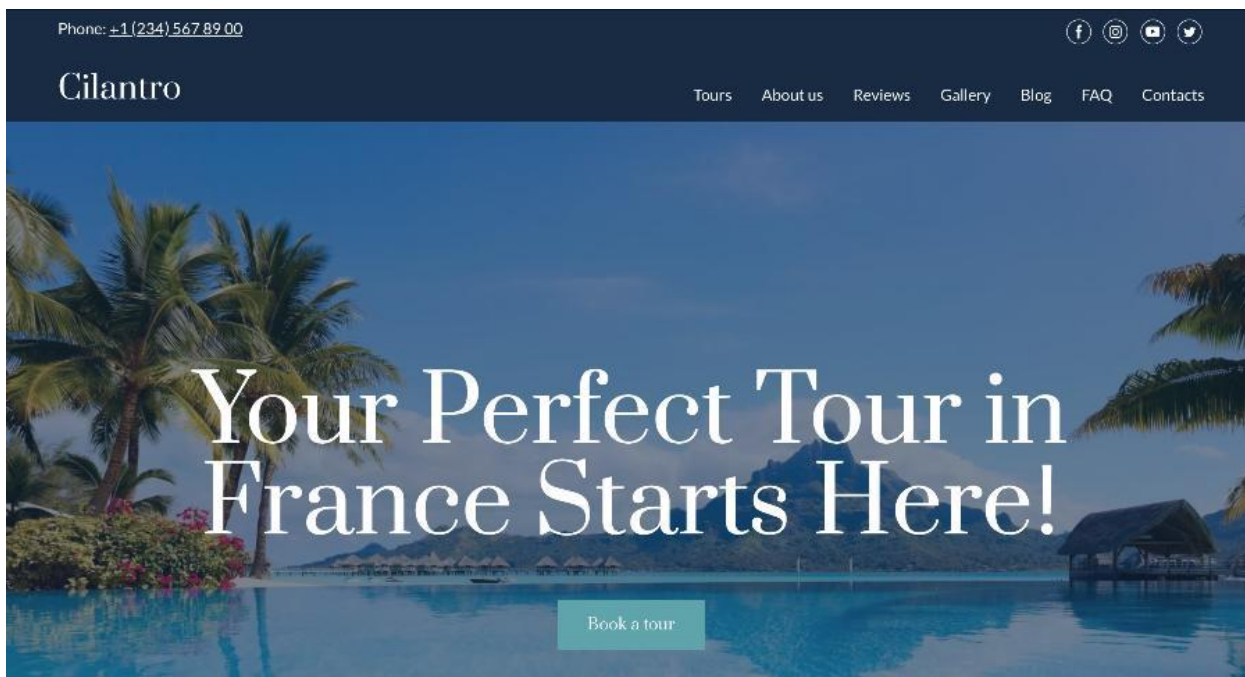 Phone: +1 (234) 567 89 00
Cilantro
Tours About us Reviews Gallery Blog FAQ Contacts
Your Perfect Tour in
France Starts Here!
Book a tour